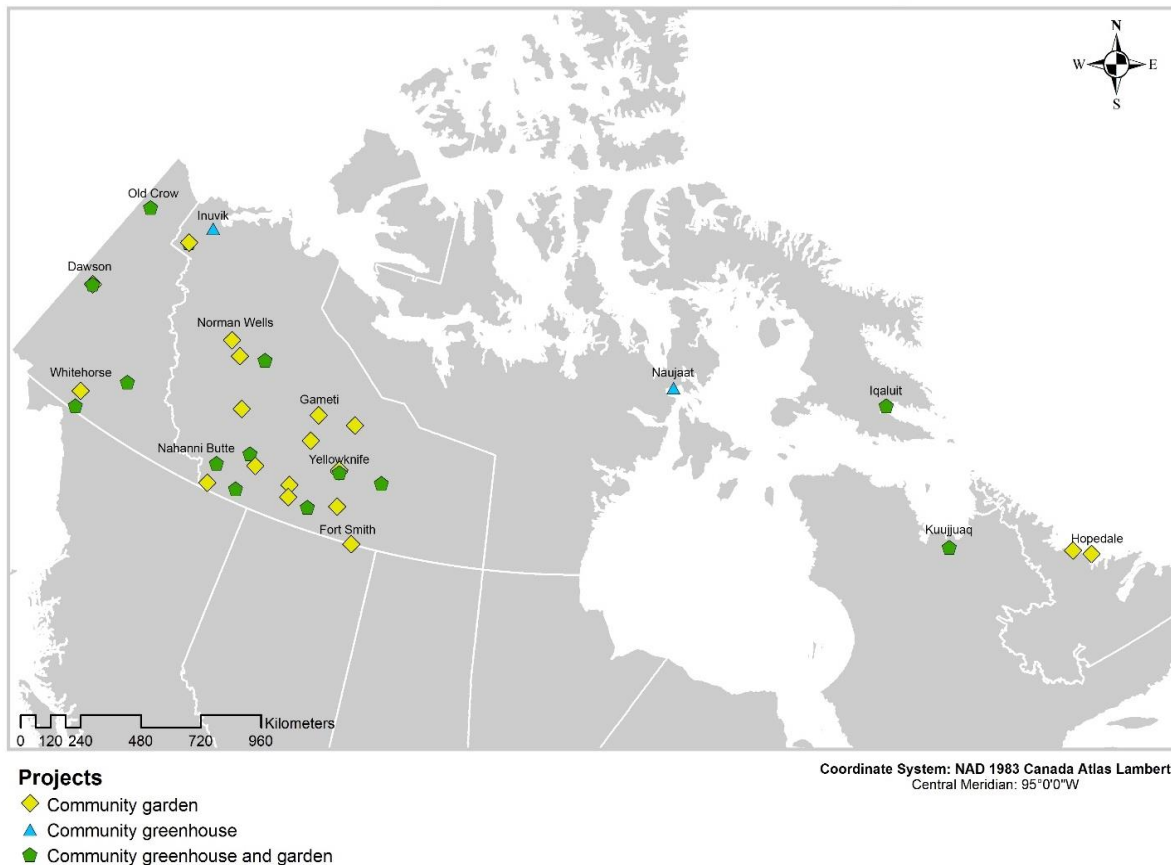 N
W
E
S
Old Crow
Inuvik
Dawson
Norman Wells
Whitehorse
Naujaat
Iqaluit
Gameti
Nahanni Butte
Yellowknife
Fort Smith
Kuujjuaq
Hopedale
Kilometers
0 120 240 480 720 960
Projects
Community garden
Community greenhouse
Community greenhouse and garden
Coordinate System: NAD 1983 Canada Atlas Lambert
Central Meridian: 95°0'0"W